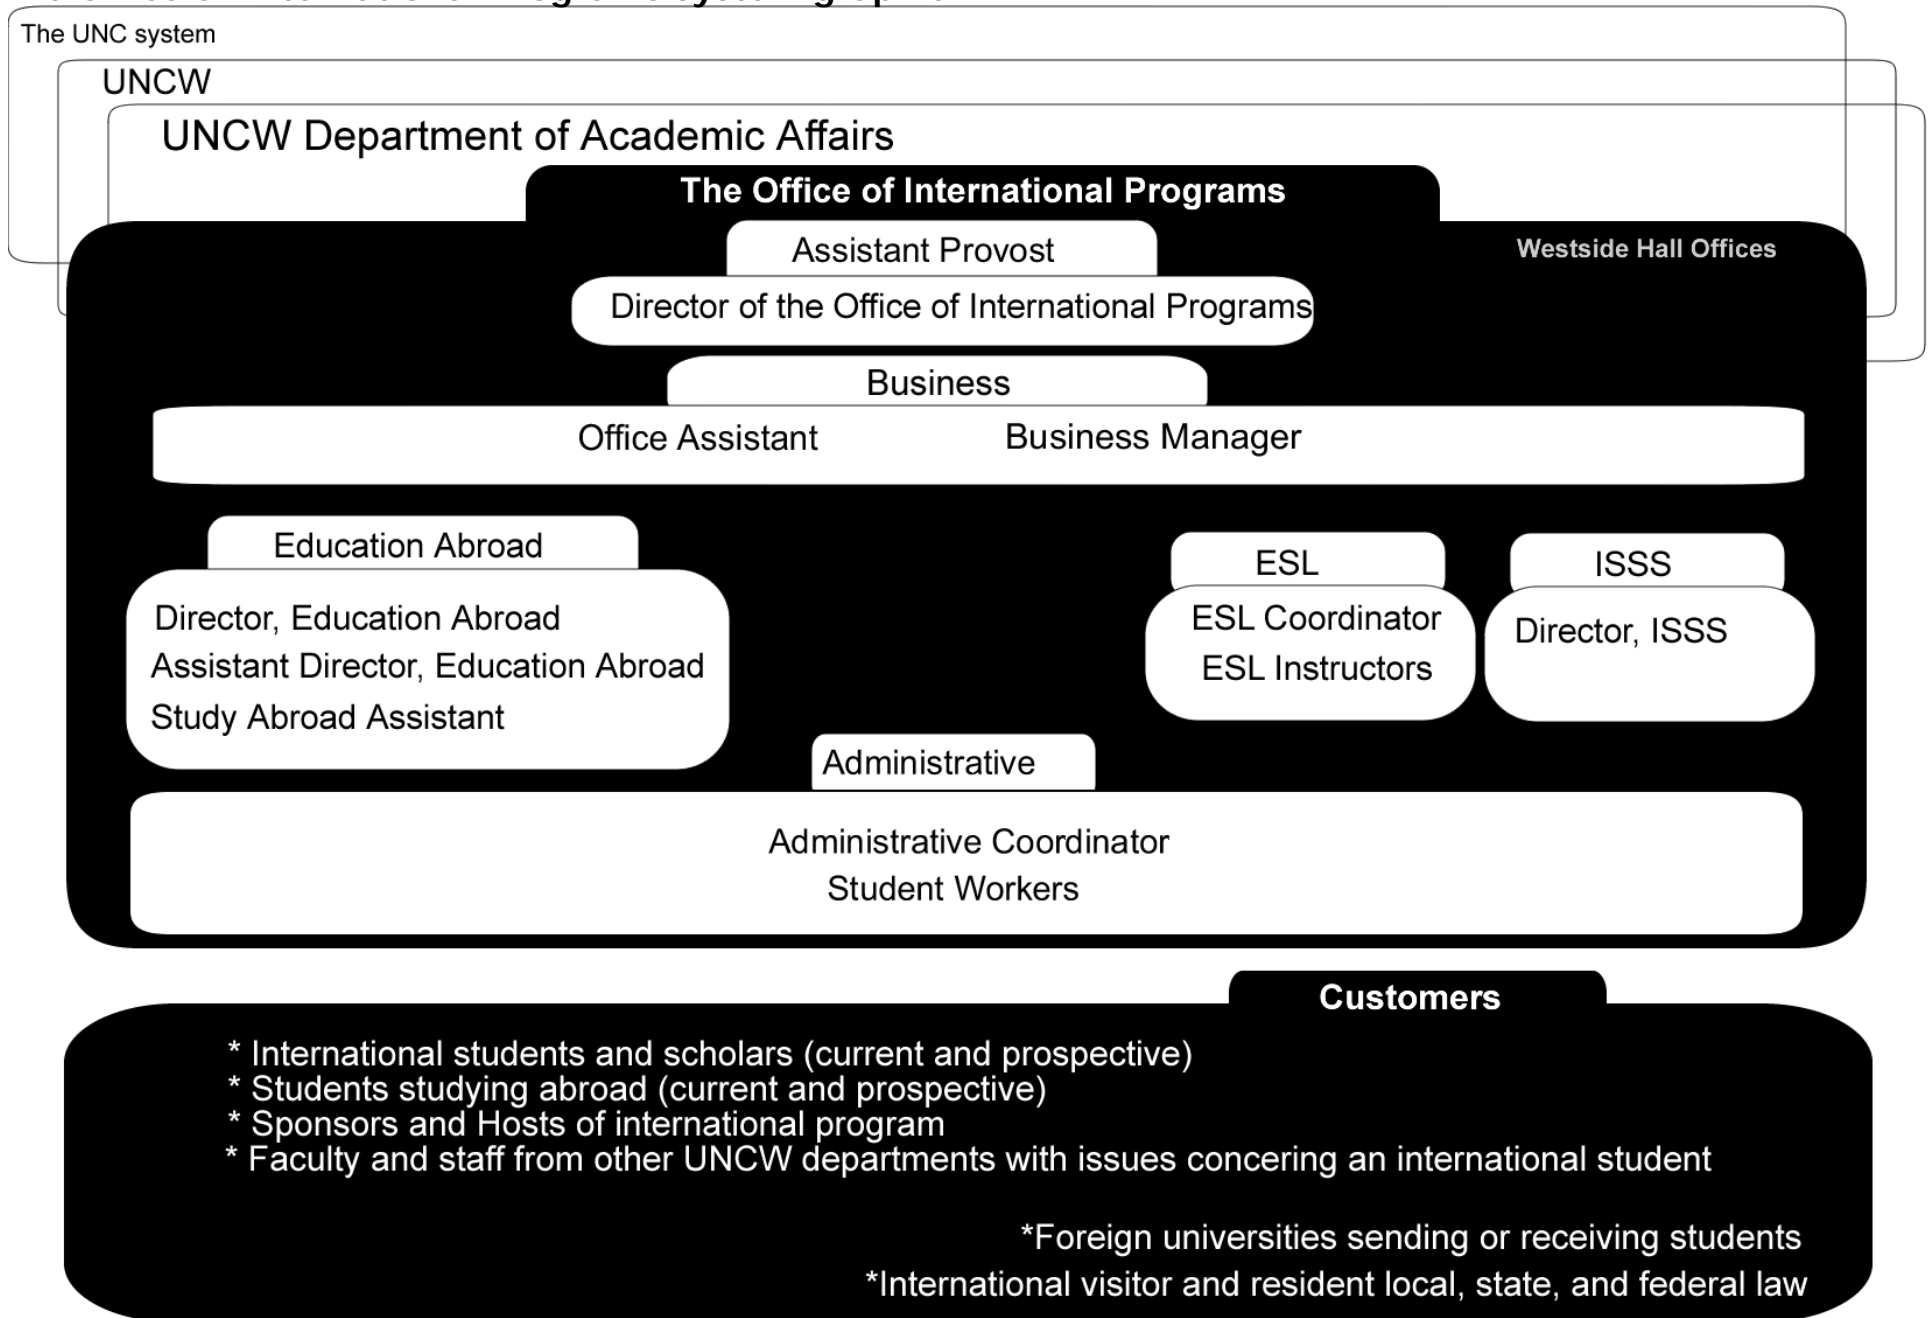 The UNC system
UNCW
UNCW Department of Academic Affairs
The Office of International Programs
Westside Hall Offices
Assistant Provost
Director of the Office of International Programs
Business
Office Assistant Business Manager
Education Abroad
Director, Education Abroad
Assistant Director, Education Abroad
Study Abroad Assistant
ESL
ESL Coordinator
ESL Instructors
ISSS
Director, ISSS
Administrative
Administrative Coordinator
Student Workers
Customers
* International students and scholars (current and prospective)
* Students studying abroad (current and prospective)
* Sponsors and Hosts of international program
* Faculty and staff from other UNCW departments with issues concering an international student
*Foreign universities sending or receiving students
*International visitor and resident local, state, and federal law